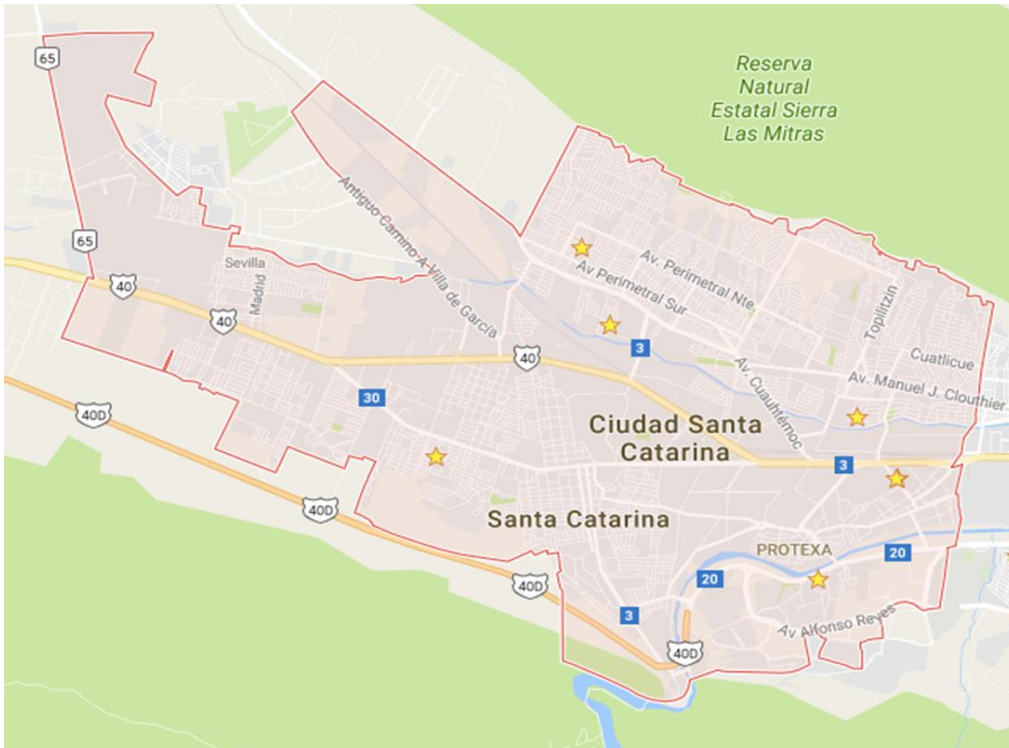 65
Reserva
Natural
Estatal Sierra
Las Mitras
65
Antiguo Camino A Villa de García
Sevilla
Madrid
40
40
Av. Perimetral Nte.
Av Perimetral Sur
Topilitzin
3
40
Cuatlicue
Av. Cuauhtémoc
Av. Manuel J. Clouthier
30
40D
Ciudad Santa
Catarina
3
40D
Santa Catarina
PROTEXA
20
20
40D
3
Av Alfonso Reyes
40D